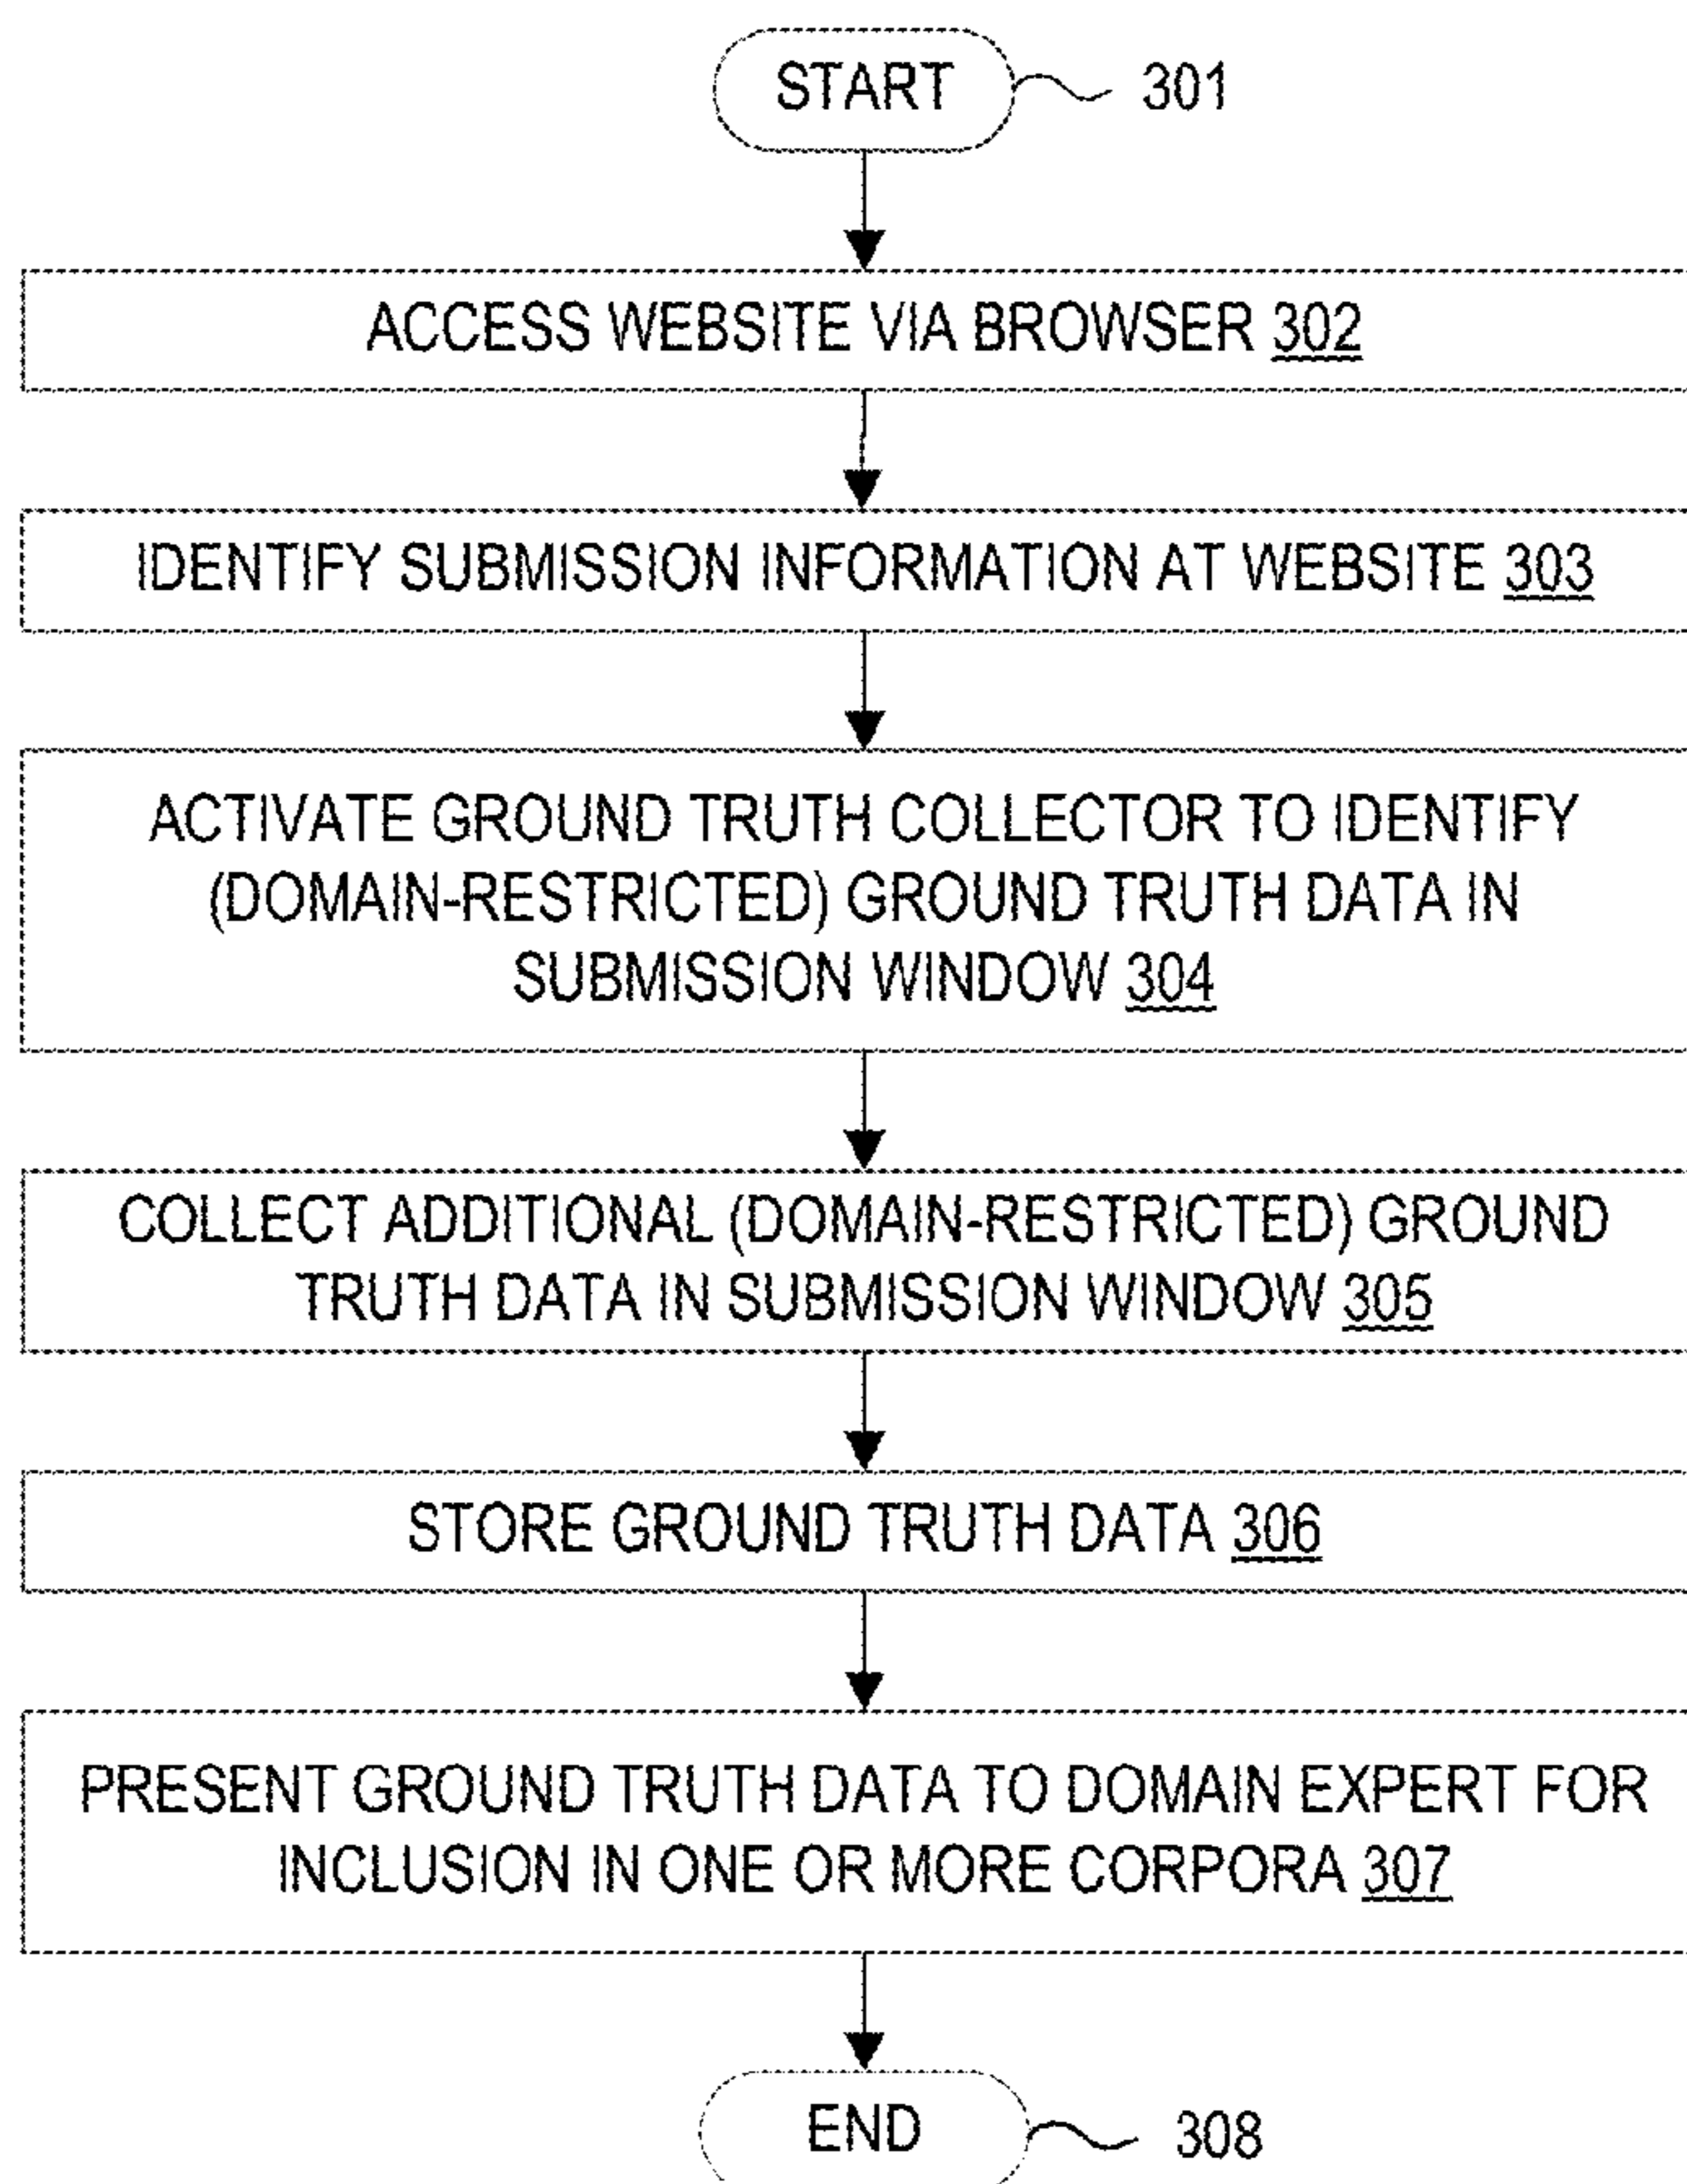 START 301
ACCESS WEBSITE VIA BROWSER 302
IDENTIFY SUBMISSION INFORMATION AT WEBSITE 303
ACTIVATE GROUND TRUTH COLLECTOR TO IDENTIFY
(DOMAIN-RESTRICTED) GROUND TRUTH DATA IN
SUBMISSION WINDOW 304
COLLECT ADDITIONAL (DOMAIN-RESTRICTED) GROUND
TRUTH DATA IN SUBMISSION WINDOW 305
STORE GROUND TRUTH DATA 306
PRESENT GROUND TRUTH DATA TO DOMAIN EXPERT FOR
INCLUSION IN ONE OR MORE CORPORA 307
END 308